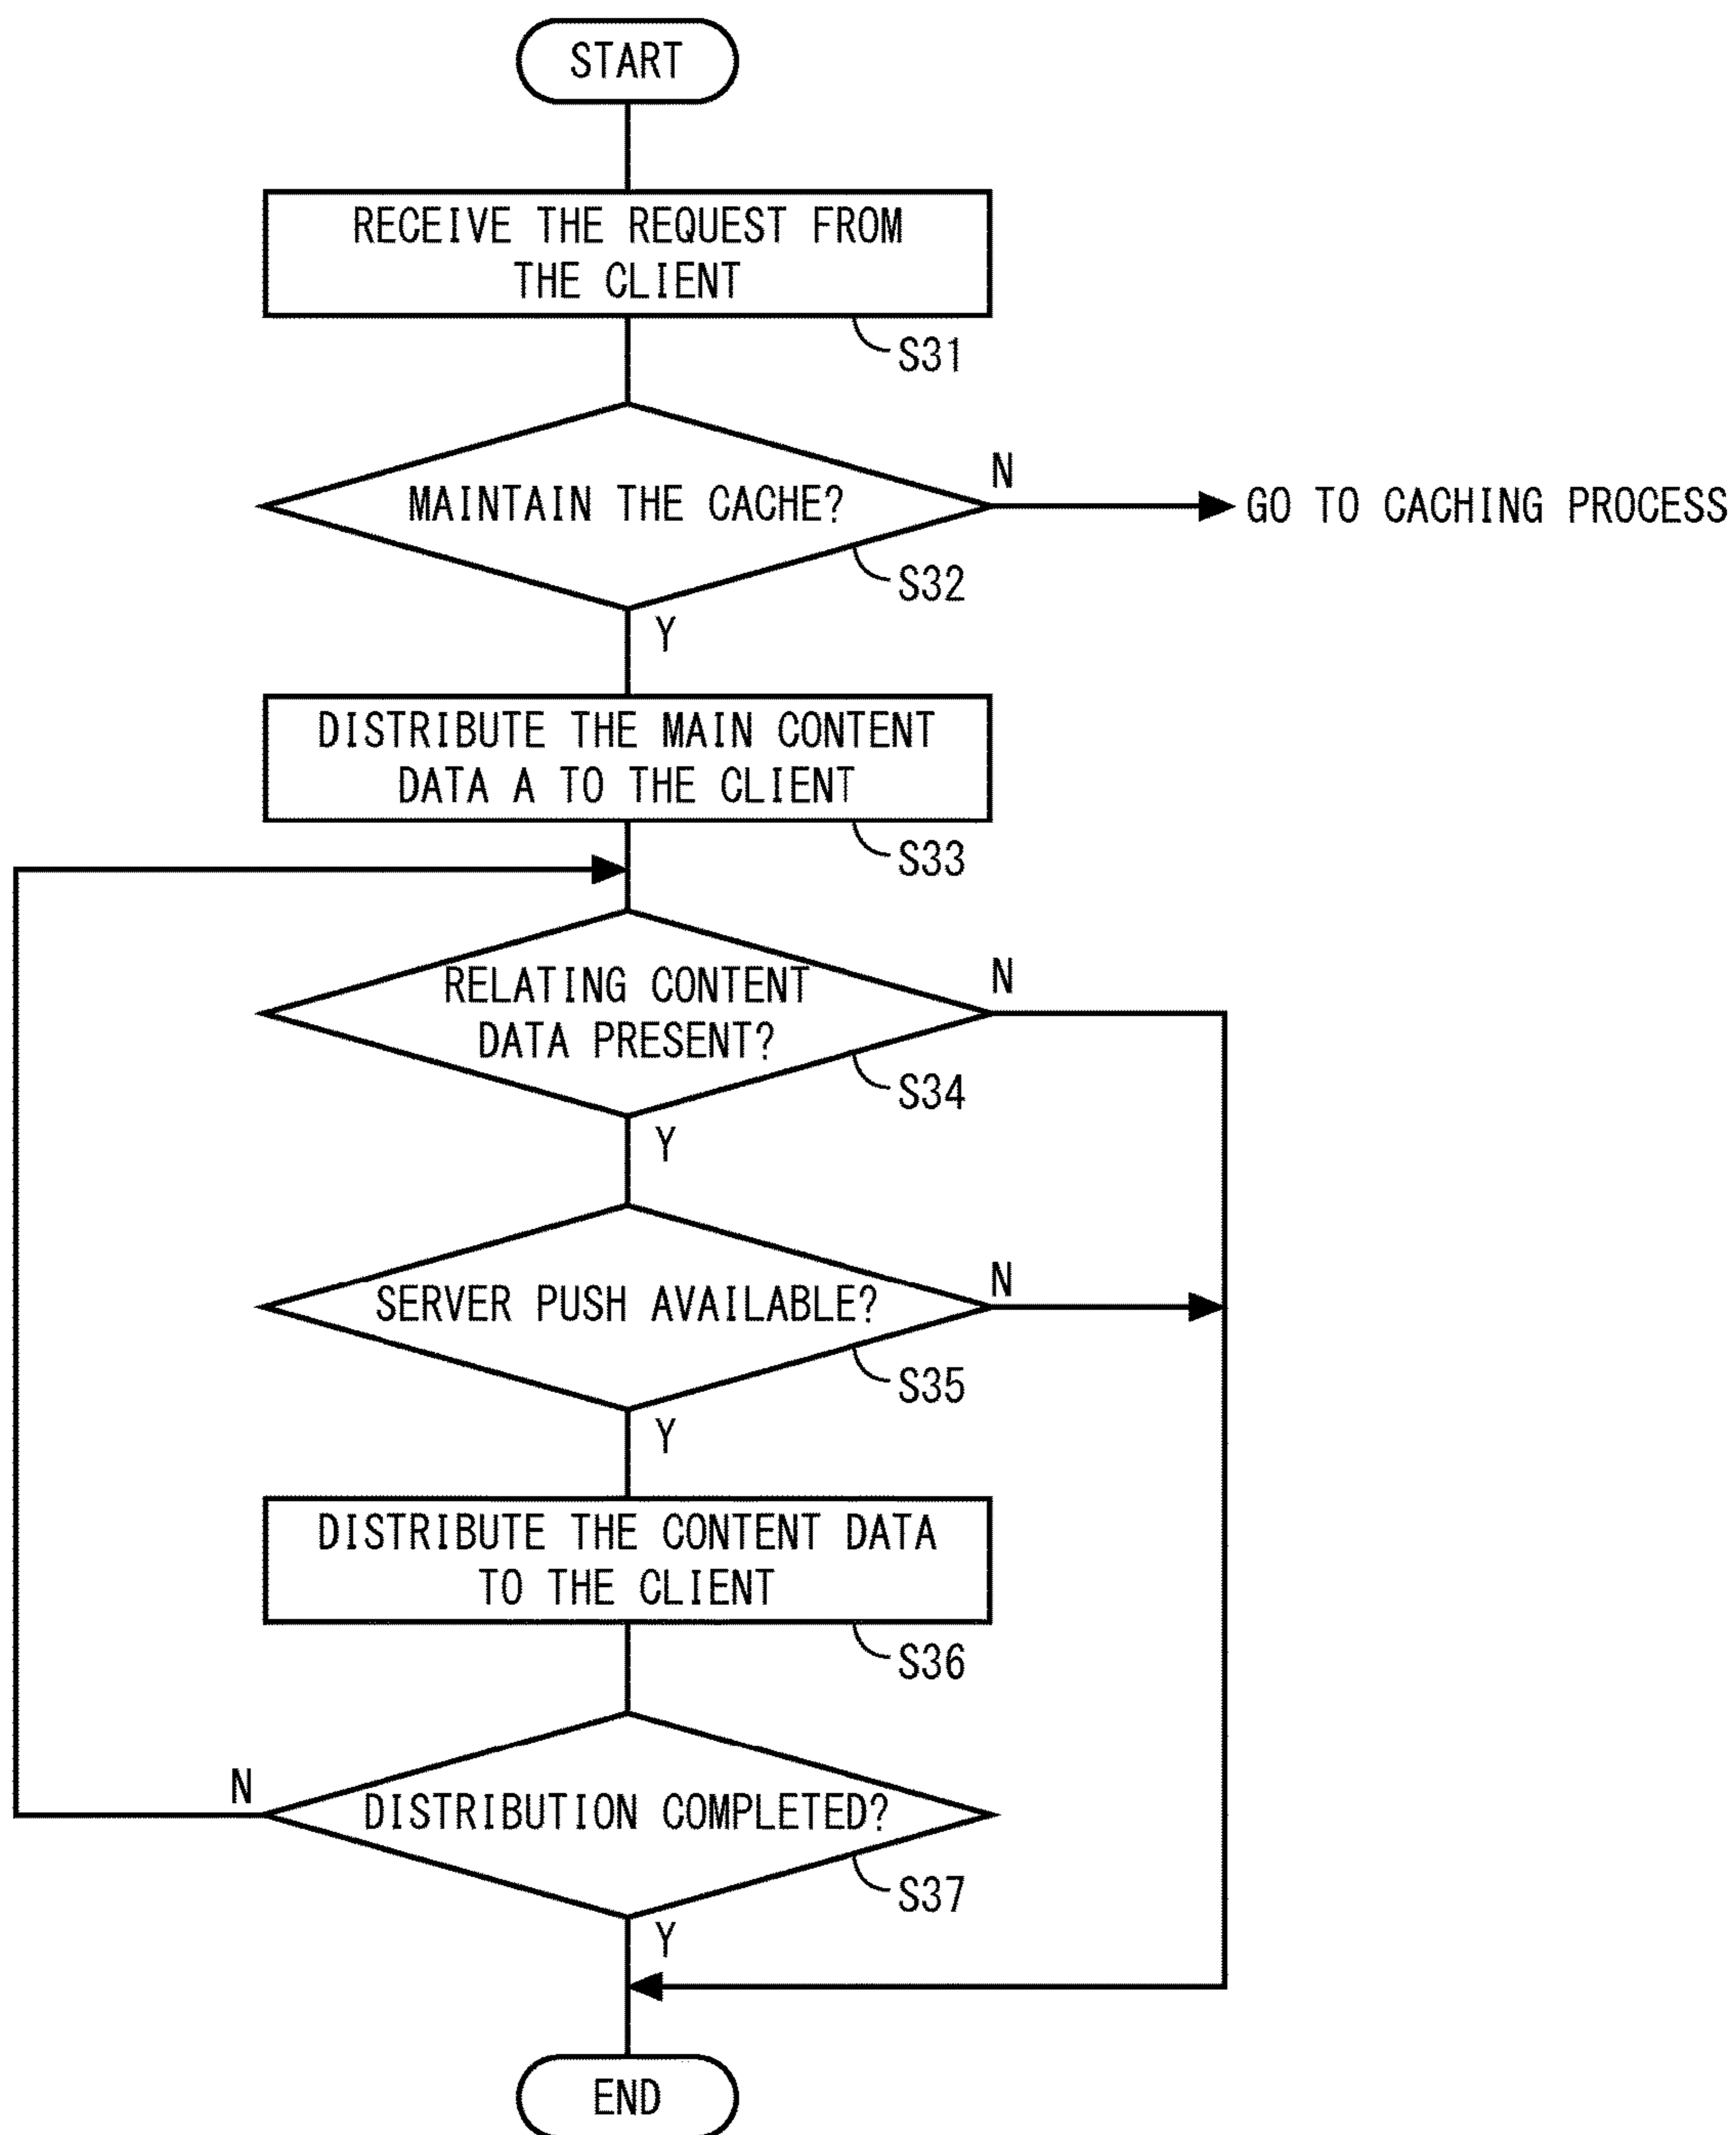 START
RECEIVE THE REQUEST FROM
THE CLIENT
S31
MAINTAIN THE CACHE?
N
GO TO CACHING PROCESS
S32
Y
DISTRIBUTE THE MAIN CONTENT
DATA A TO THE CLIENT
S33
RELATING CONTENT
DATA PRESENT?
N
S34
Y
SERVER PUSH AVAILABLE?
N
S35
Y
DISTRIBUTE THE CONTENT DATA
TO THE CLIENT
S36
N
DISTRIBUTION COMPLETED?
S37
Y
END